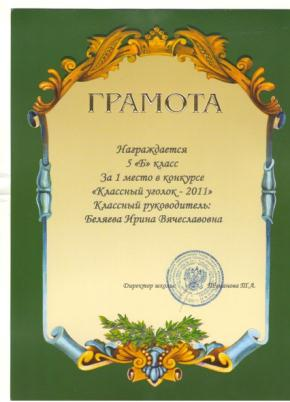 ГРАМОТА
Награждается
5 «Б» класс
За 1 место в конкурсе
«Классный уголок - 2011»
Классный руководитель:
Беляева Ирина Вячеславовна
Директор школы: Т.А.